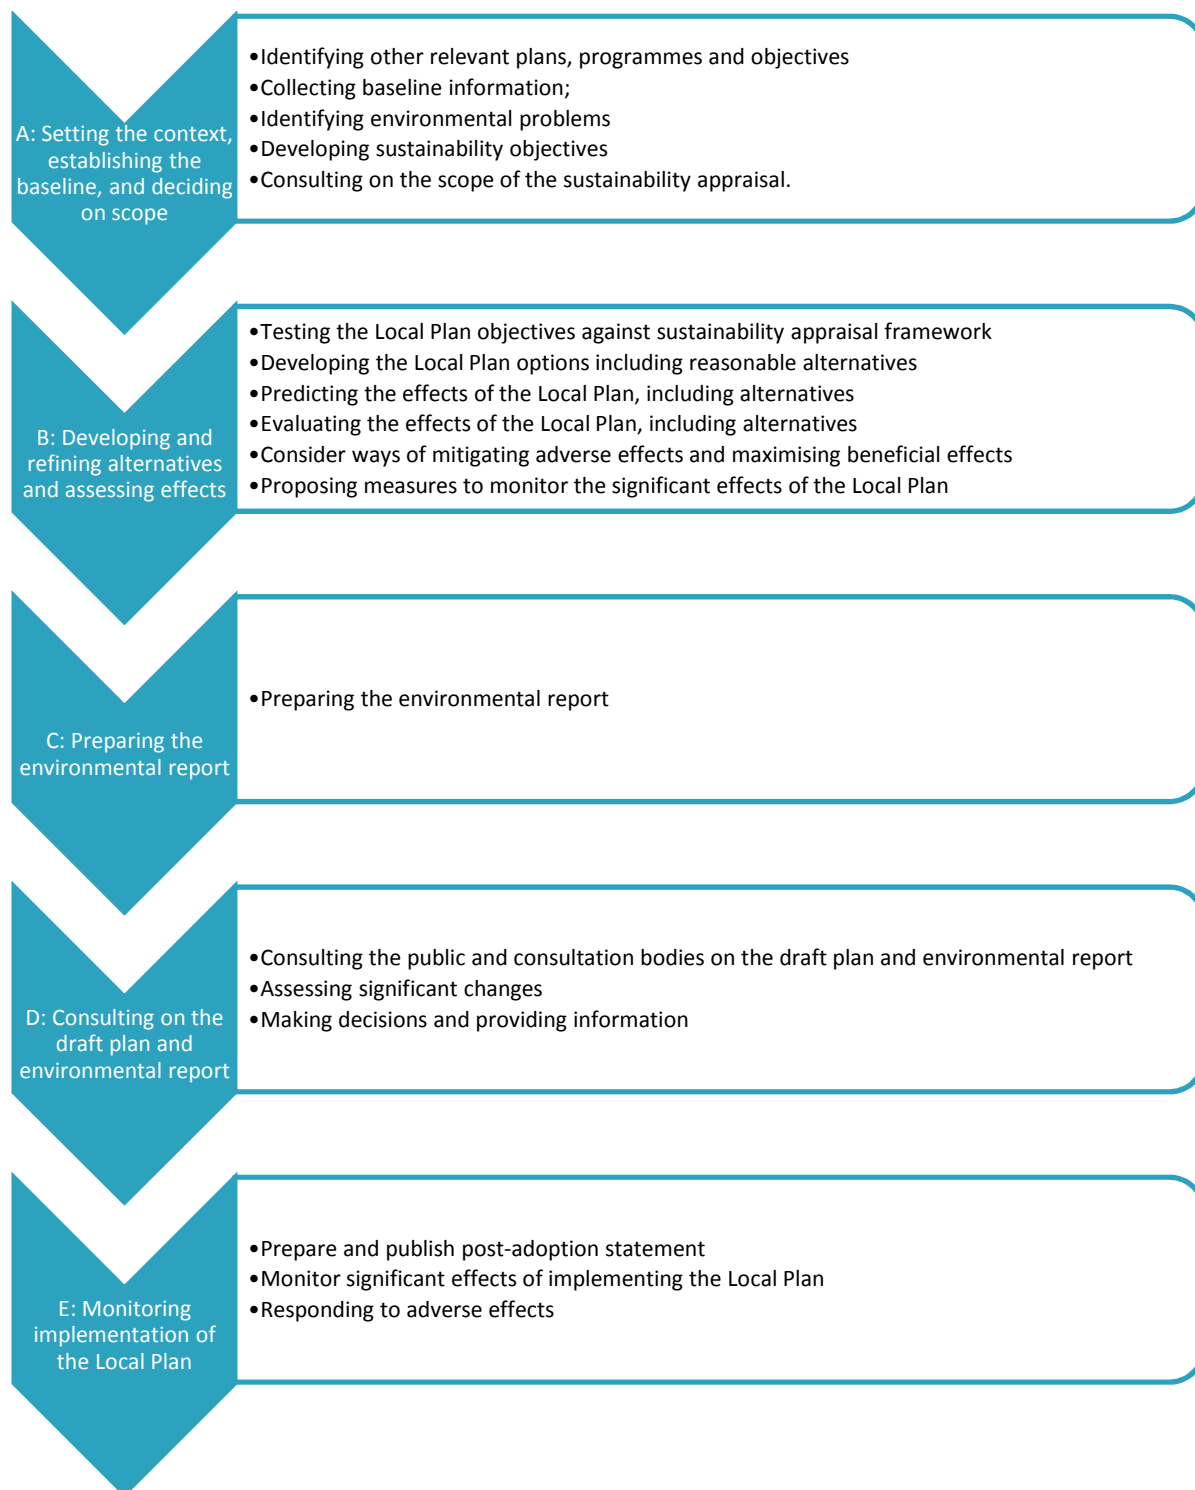 A: Setting the context,
establishing the
baseline, and deciding
on scope
•Identifying other relevant plans, programmes and objectives
•Collecting baseline information;
•Identifying environmental problems
•Developing sustainability objectives
•Consulting on the scope of the sustainability appraisal.
B: Developing and
refining alternatives
and assessing effects
•Testing the Local Plan objectives against sustainability appraisal framework
•Developing the Local Plan options including reasonable alternatives
•Predicting the effects of the Local Plan, including alternatives
•Evaluating the effects of the Local Plan, including alternatives
•Consider ways of mitigating adverse effects and maximising beneficial effects
•Proposing measures to monitor the significant effects of the Local Plan
C: Preparing the
environmental report
•Preparing the environmental report
D: Consulting on the
draft plan and
environmental report
•Consulting the public and consultation bodies on the draft plan and environmental report
•Assessing significant changes
•Making decisions and providing information
E: Monitoring
implementation of
the Local Plan
•Prepare and publish post-adoption statement
•Monitor significant effects of implementing the Local Plan
•Responding to adverse effects